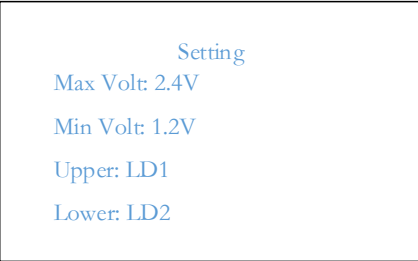 Setting
Max Volt: 2.4V
Min Volt: 1.2V
Upper: LD1
Lower: LD2